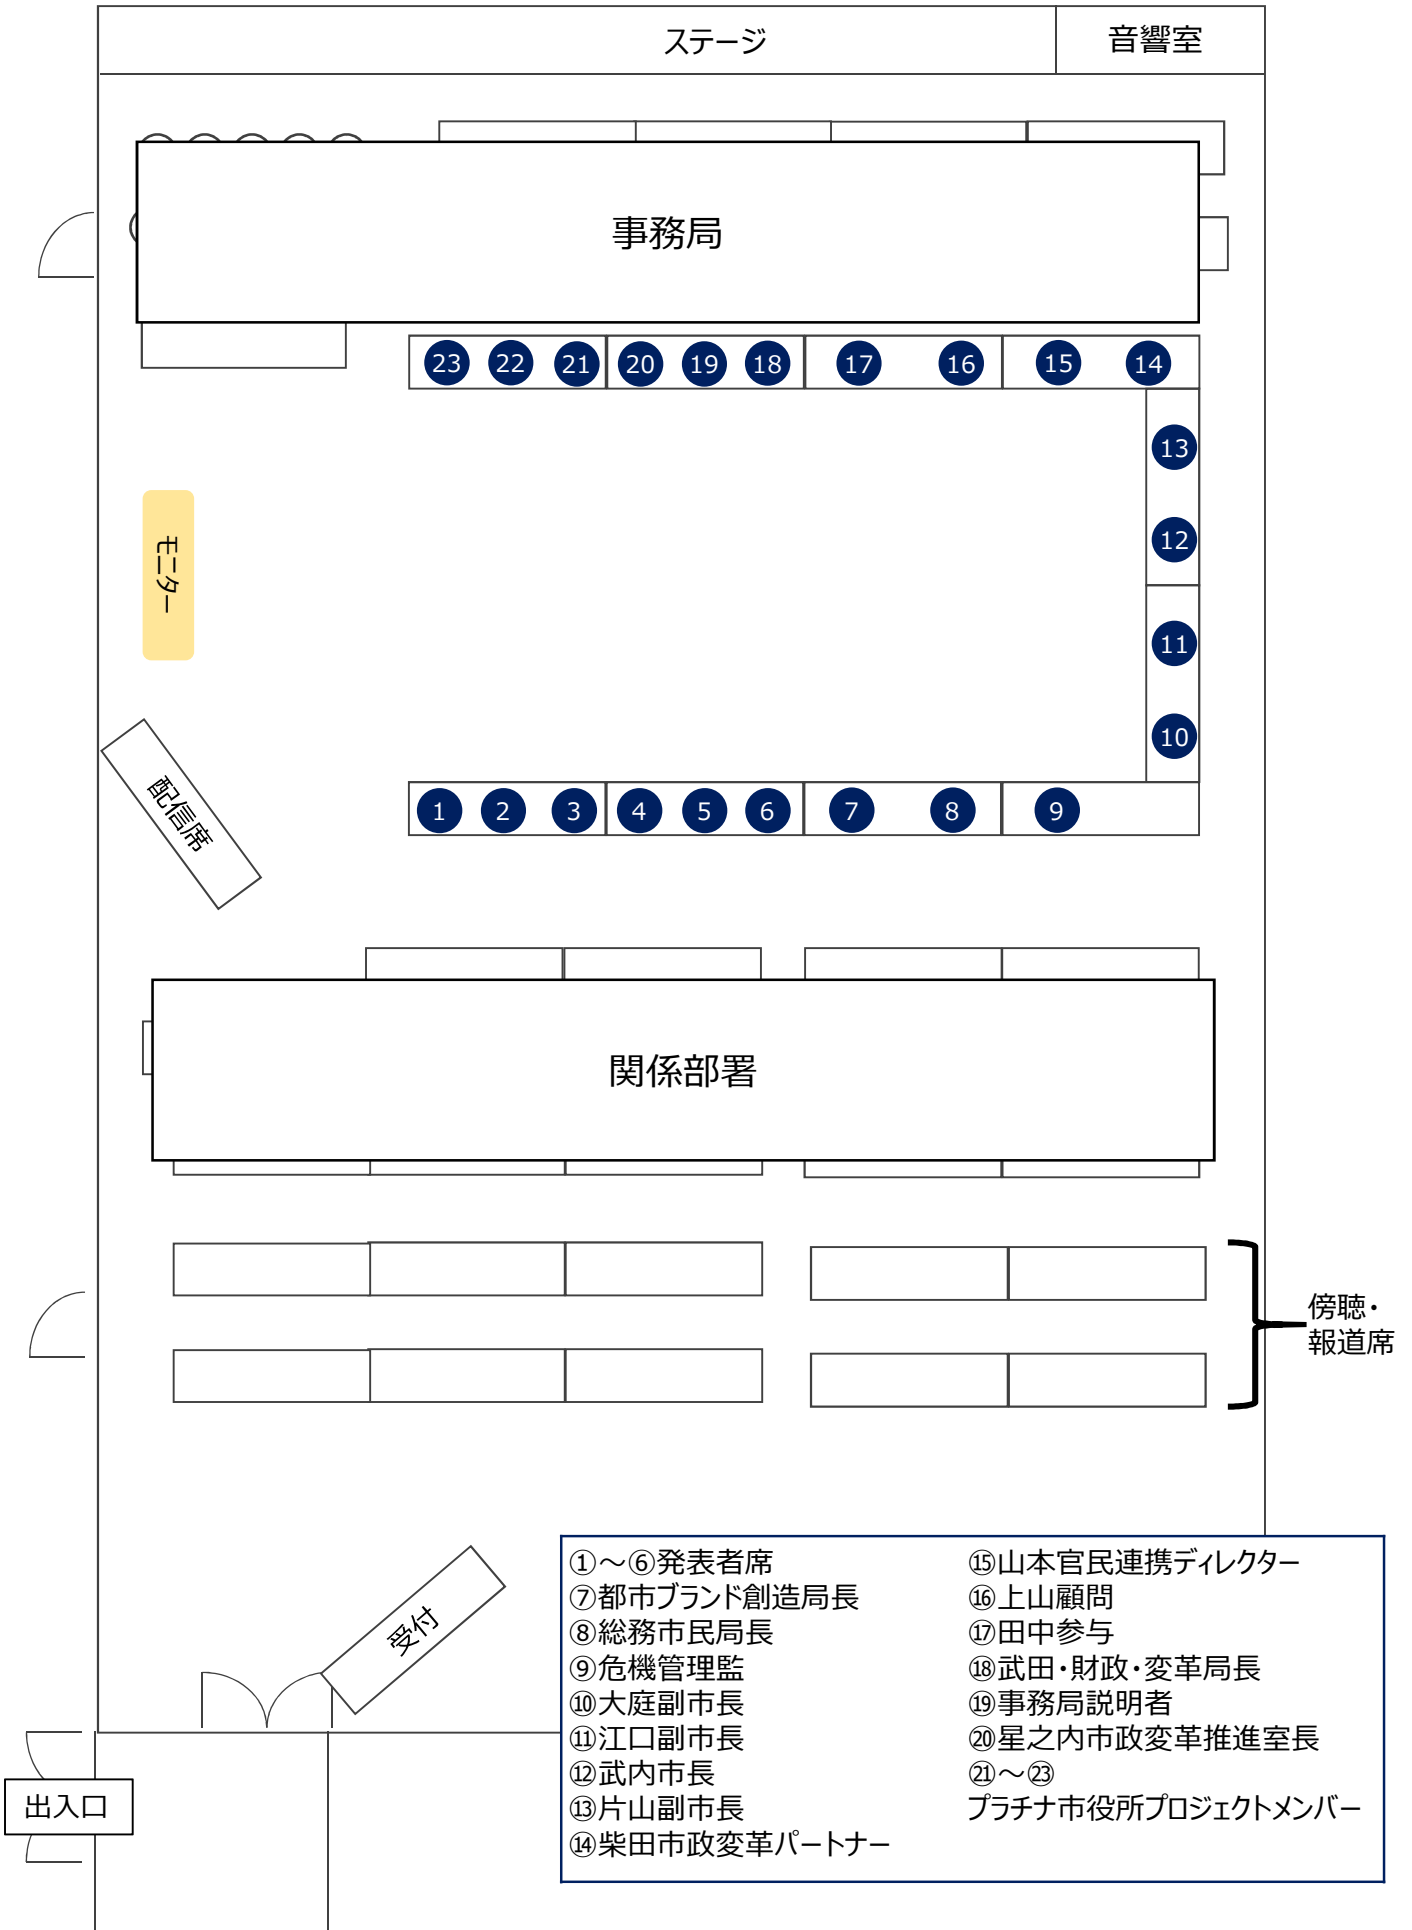 ステージ
音響室
事務局
23 22 21 20 19 18 17 16 15 14
13
12
モニター
11
10
配信席
1 2 3 4 5 6 7 8 9
関係部署
傍聴・
報道席
受付
出入口
①～⑥発表者席
⑦都市ブランド創造局長
⑧総務市民局長
⑨危機管理監
⑩大庭副市長
⑪江口副市長
⑫武内市長
⑬片山副市長
⑭柴田市政変革パートナー
⑮山本官民連携ディレクター
⑯上山顧問
⑰田中参与
⑱武田・財政・変革局長
⑲事務局説明者
⑳星之内市政変革推進室長
㉑～㉓
プラチナ市役所プロジェクトメンバー